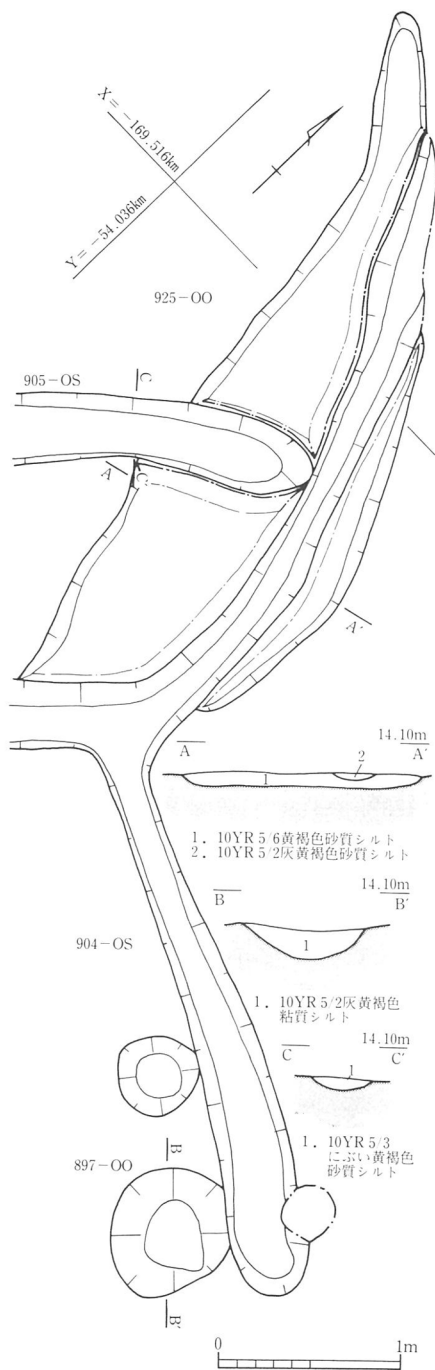 X = -169.516km
Y = -54.036km
925-OO
905-OS
C
A
C'
A'
A
14.10m
A'
2
1
1. 10YR 5/6黄褐色砂質シルト
2. 10YR 5/2灰黄褐色砂質シルト
B
14.10m
B'
1
904-OS
1. 10YR 5/2灰黄褐色
粘質シルト
C
14.10m
C'
1
1. 10YR 5/3
にぶい黄褐色
砂質シルト
897-OO
B
B'
0
1m